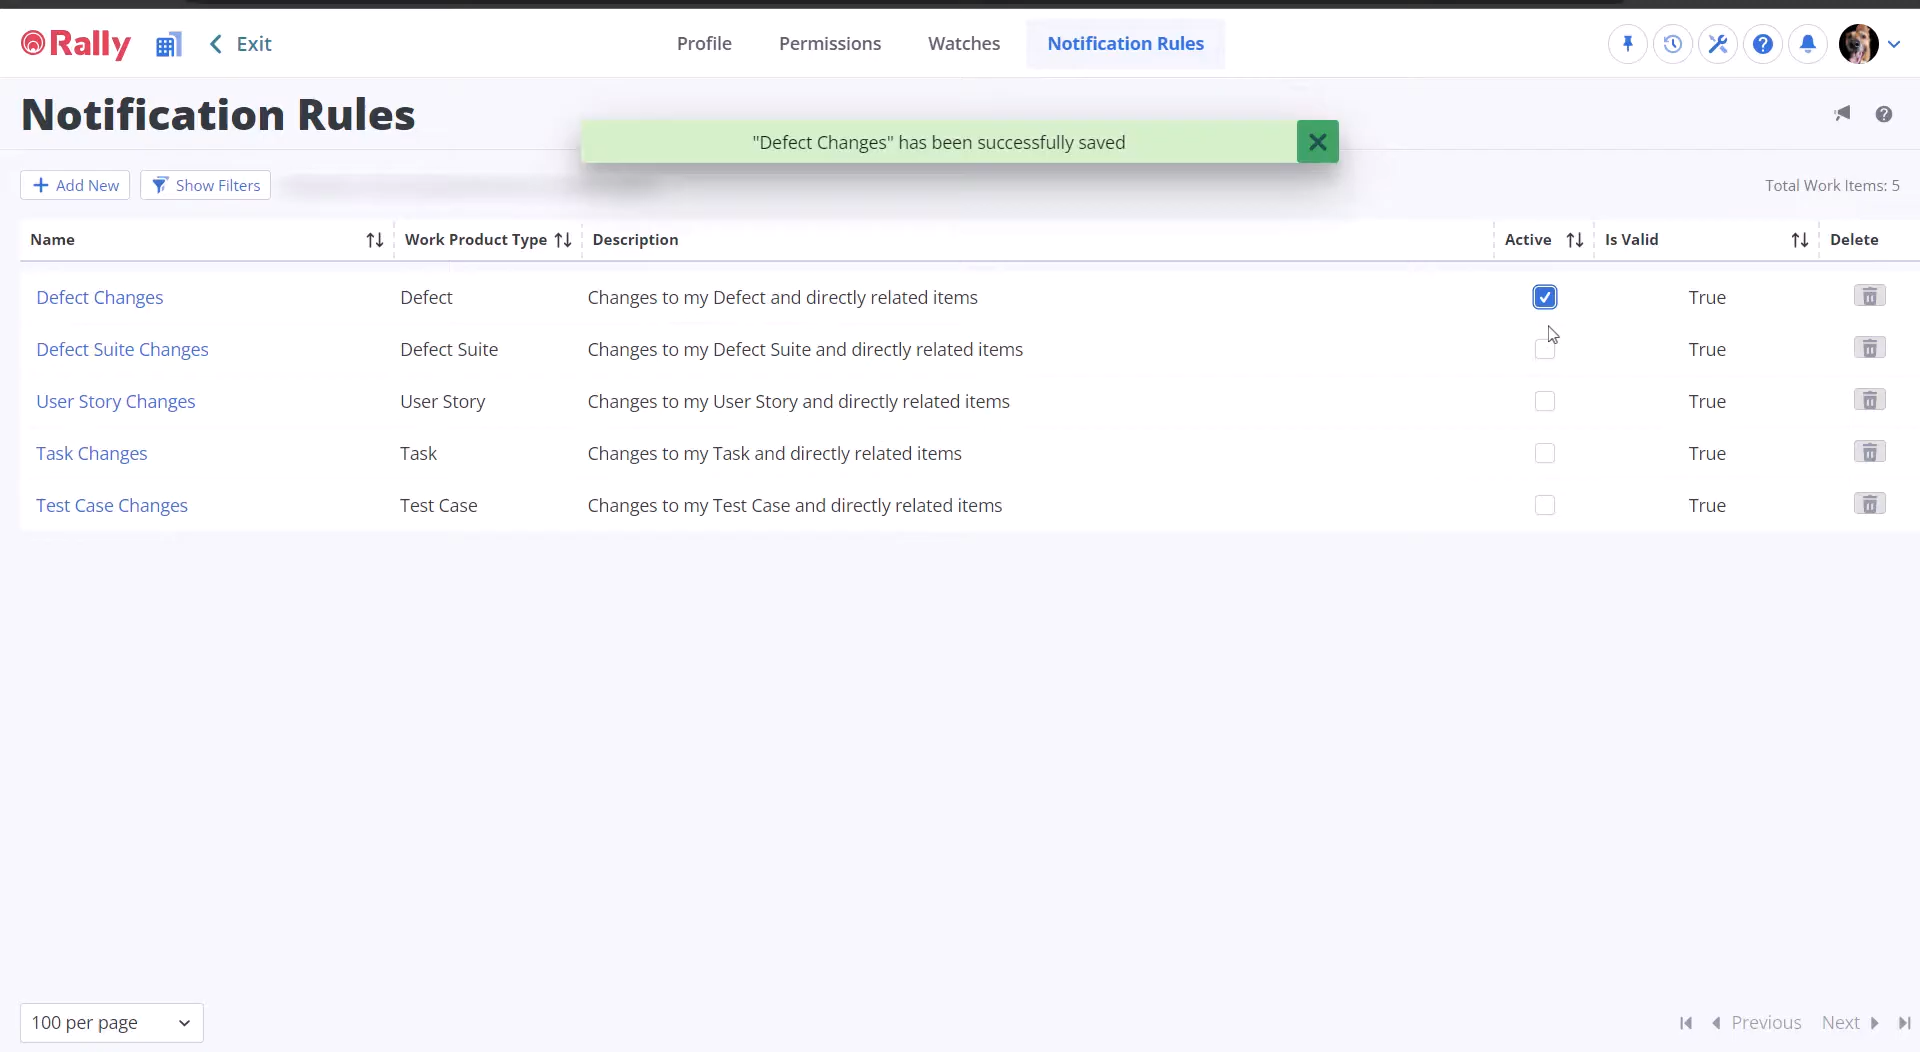 Rally Exit Profile Permissions Watches Notification Rules
Notification Rules
"Defect Changes" has been successfully saved
Add New Show Filters Total Work Items: 5
Name Work Product Type Description Active Is Valid Delete
Defect Changes Defect Changes to my Defect and directly related items True
Defect Suite Changes Defect Suite Changes to my Defect Suite and directly related items True
User Story Changes User Story Changes to my User Story and directly related items True
Task Changes Task Changes to my Task and directly related items True
Test Case Changes Test Case Changes to my Test Case and directly related items True
100 per page Previous Next